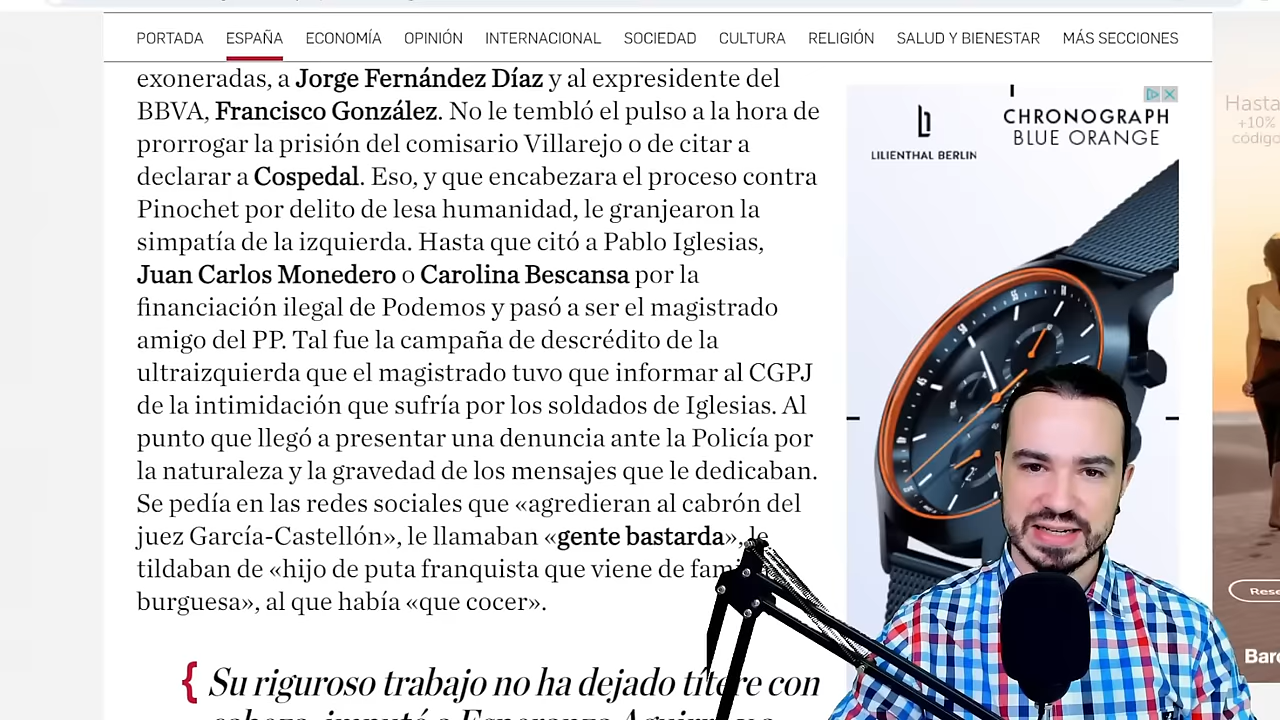 PORTADA ESPAÑA ECONOMÍA OPINIÓN INTERNACIONAL SOCIEDAD CULTURA RELIGIÓN SALUD Y BIENESTAR MÁS SECCIONES
exoneradas, a Jorge Fernández Díaz y al expresidente del
BBVA, Francisco González. No le tembló el pulso a la hora de
prorrogar la prisión del comisario Villarejo o de citar a
declarar a Cospedal. Eso, y que encabezara el proceso contra
Pinochet por delito de lesa humanidad, le granjearon la
simpatía de la izquierda. Hasta que citó a Pablo Iglesias,
Juan Carlos Monedero o Carolina Bescansa por la
financiación ilegal de Podemos y pasó a ser el magistrado
amigo del PP. Tal fue la campaña de descrédito de la
ultraizquierda que el magistrado tuvo que informar al CGPJ
de la intimidación que sufría por los soldados de Iglesias. Al
punto que llegó a presentar una denuncia ante la Policía por
la naturaleza y la gravedad de los mensajes que le dedicaban.
Se pedía en las redes sociales que «agredieran al cabrón del
juez García-Castellón», le llamaban «gente bastarda», le
tildaban de «hijo de puta franquista que viene de
burguesa», al que había «que cocer».
{ Su riguroso trabajo no ha dejado títere con
LILIENTHAL BERLIN
CHRONOGRAPH
BLUE ORANGE
Hasta
+10%
código